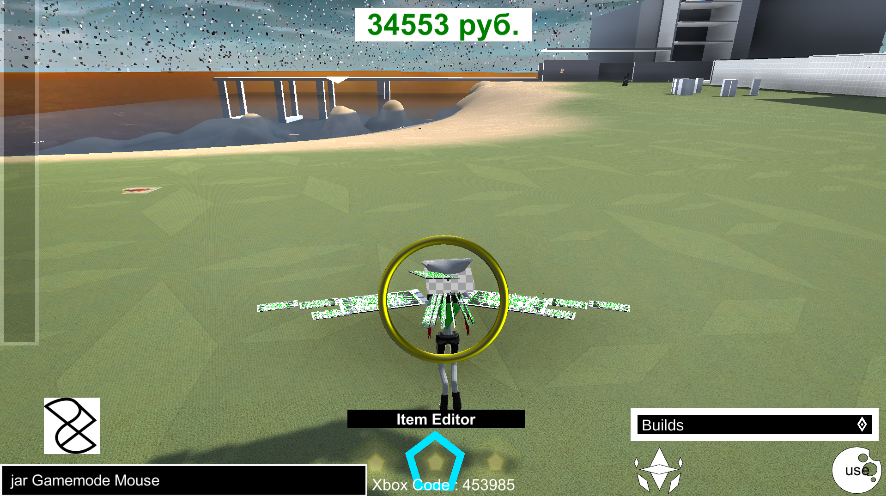 34553 руб.
Item Editor
Builds
jar Gamemode Mouse
Xbox Code : 453985
use